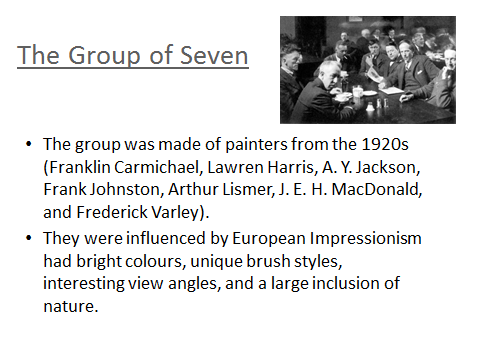 The Group of Seven
• The group was made of painters from the 1920s
(Franklin Carmichael, Lawren Harris, A. Y. Jackson,
Frank Johnston, Arthur Lismer, J. E. H. MacDonald,
and Frederick Varley).
• They were influenced by European Impressionism
had bright colours, unique brush styles,
interesting view angles, and a large inclusion of
nature.